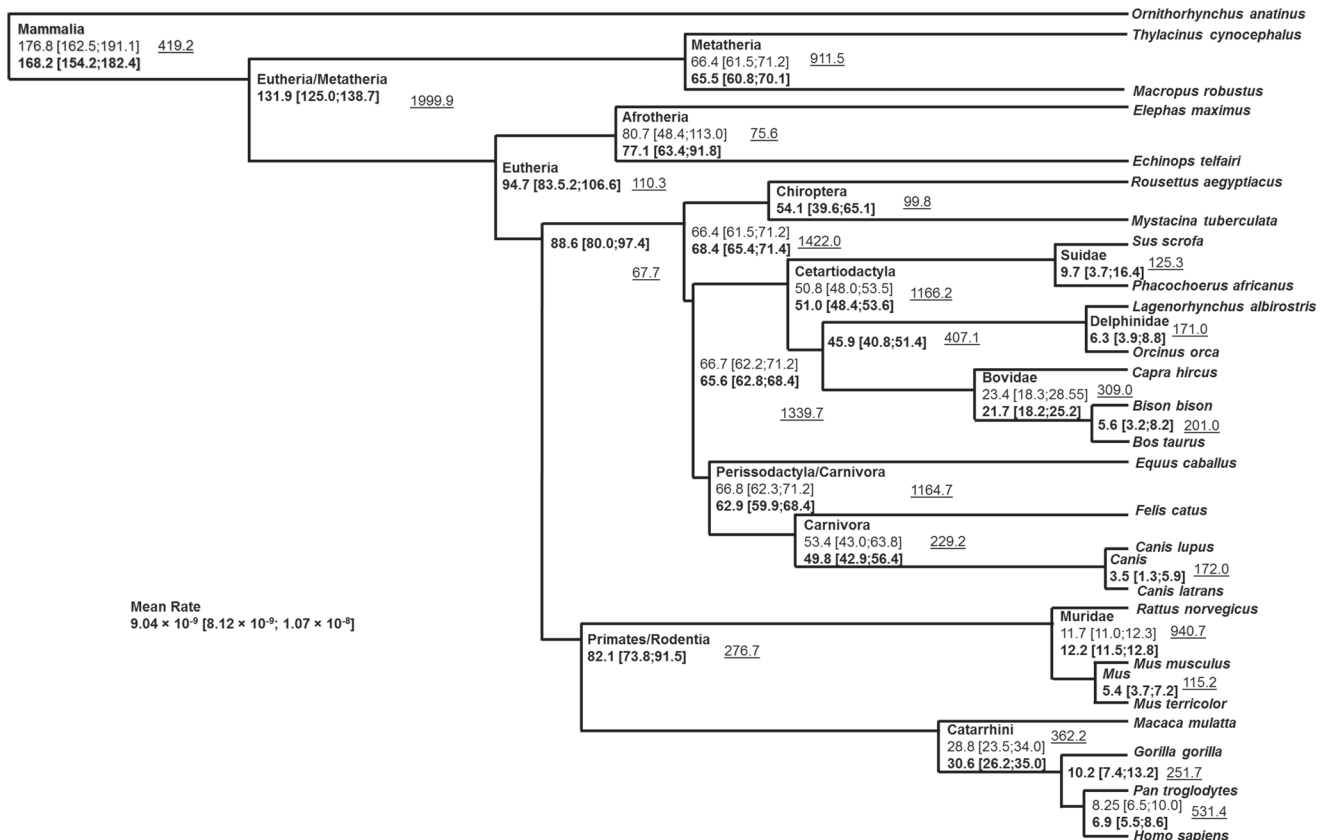 Ornithorhynchus anatinus
Mammalia
176.8 [162.5;191.1] 419.2
168.2 [154.2;182.4]
Thylacinus cynocephalus
Metatheria
66.4 [61.5;71.2] 911.5
65.5 [60.8;70.1]
Macropus robustus
Eutheria/Metatheria
131.9 [125.0;138.7] 1999.9
Elephas maximus
Afrotheria
80.7 [48.4;113.0] 75.6
77.1 [63.4;91.8]
Echinops telfairi
Eutheria
94.7 [83.5.2;106.6] 110.3
Rousettus aegyptiacus
Chiroptera
54.1 [39.6;65.1] 99.8
Mystacina tuberculata
88.6 [80.0;97.4]
67.7
66.4 [61.5;71.2]
68.4 [65.4;71.4] 1422.0
Sus scrofa
Suidae
9.7 [3.7;16.4] 125.3
Phacochoerus africanus
Cetartiodactyla
50.8 [48.0;53.5] 1166.2
51.0 [48.4;53.6]
Lagenorhynchus albirostris
Delphinidae
6.3 [3.9;8.8] 171.0
Orcinus orca
45.9 [40.8;51.4] 407.1
Capra hircus
Bovidae
23.4 [18.3;28.55] 309.0
21.7 [18.2;25.2]
Bison bison
5.6 [3.2;8.2] 201.0
Bos taurus
66.7 [62.2;71.2]
65.6 [62.8;68.4]
1339.7
Equus caballus
Perissodactyla/Carnivora
66.8 [62.3;71.2] 1164.7
62.9 [59.9;68.4]
Felis catus
Carnivora
53.4 [43.0;63.8] 229.2
49.8 [42.9;56.4]
Canis lupus
Canis
3.5 [1.3;5.9] 172.0
Canis latrans
Mean Rate
9.04 × 10⁻⁹ [8.12 × 10⁻⁹; 1.07 × 10⁻⁸]
Rattus norvegicus
Muridae
11.7 [11.0;12.3] 940.7
12.2 [11.5;12.8]
Primates/Rodentia
82.1 [73.8;91.5] 276.7
Mus musculus
Mus
5.4 [3.7;7.2] 115.2
Mus terricolor
Macaca mulatta
Catarrhini
28.8 [23.5;34.0] 362.2
30.6 [26.2;35.0]
Gorilla gorilla
10.2 [7.4;13.2] 251.7
Pan troglodytes
8.25 [6.5;10.0] 531.4
6.9 [5.5;8.6]
Homo sapiens